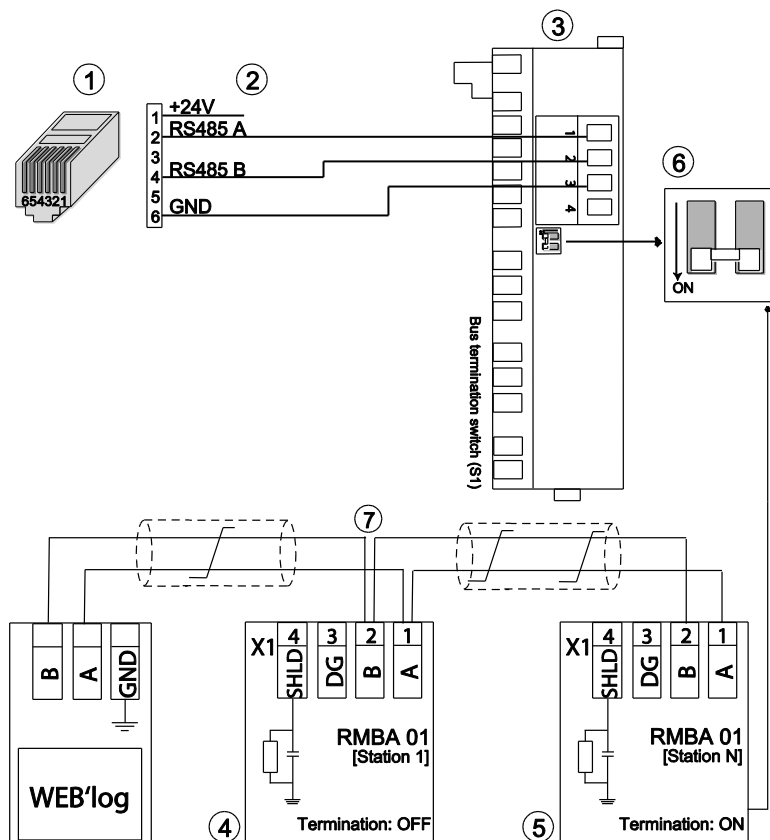 3
1
2
1 +24V
2 RS485 A
3
4 RS485 B
5
6 GND
654321
1
2
3
4
6
ON
Bus termination switch (S1)
7
B
A
GND
WEB'log
X1
4
3
2
1
SHLD
DG
B
A
RMBA 01
[Station 1]
Termination: OFF
4
X1
4
3
2
1
SHLD
DG
B
A
RMBA 01
[Station N]
Termination: ON
5